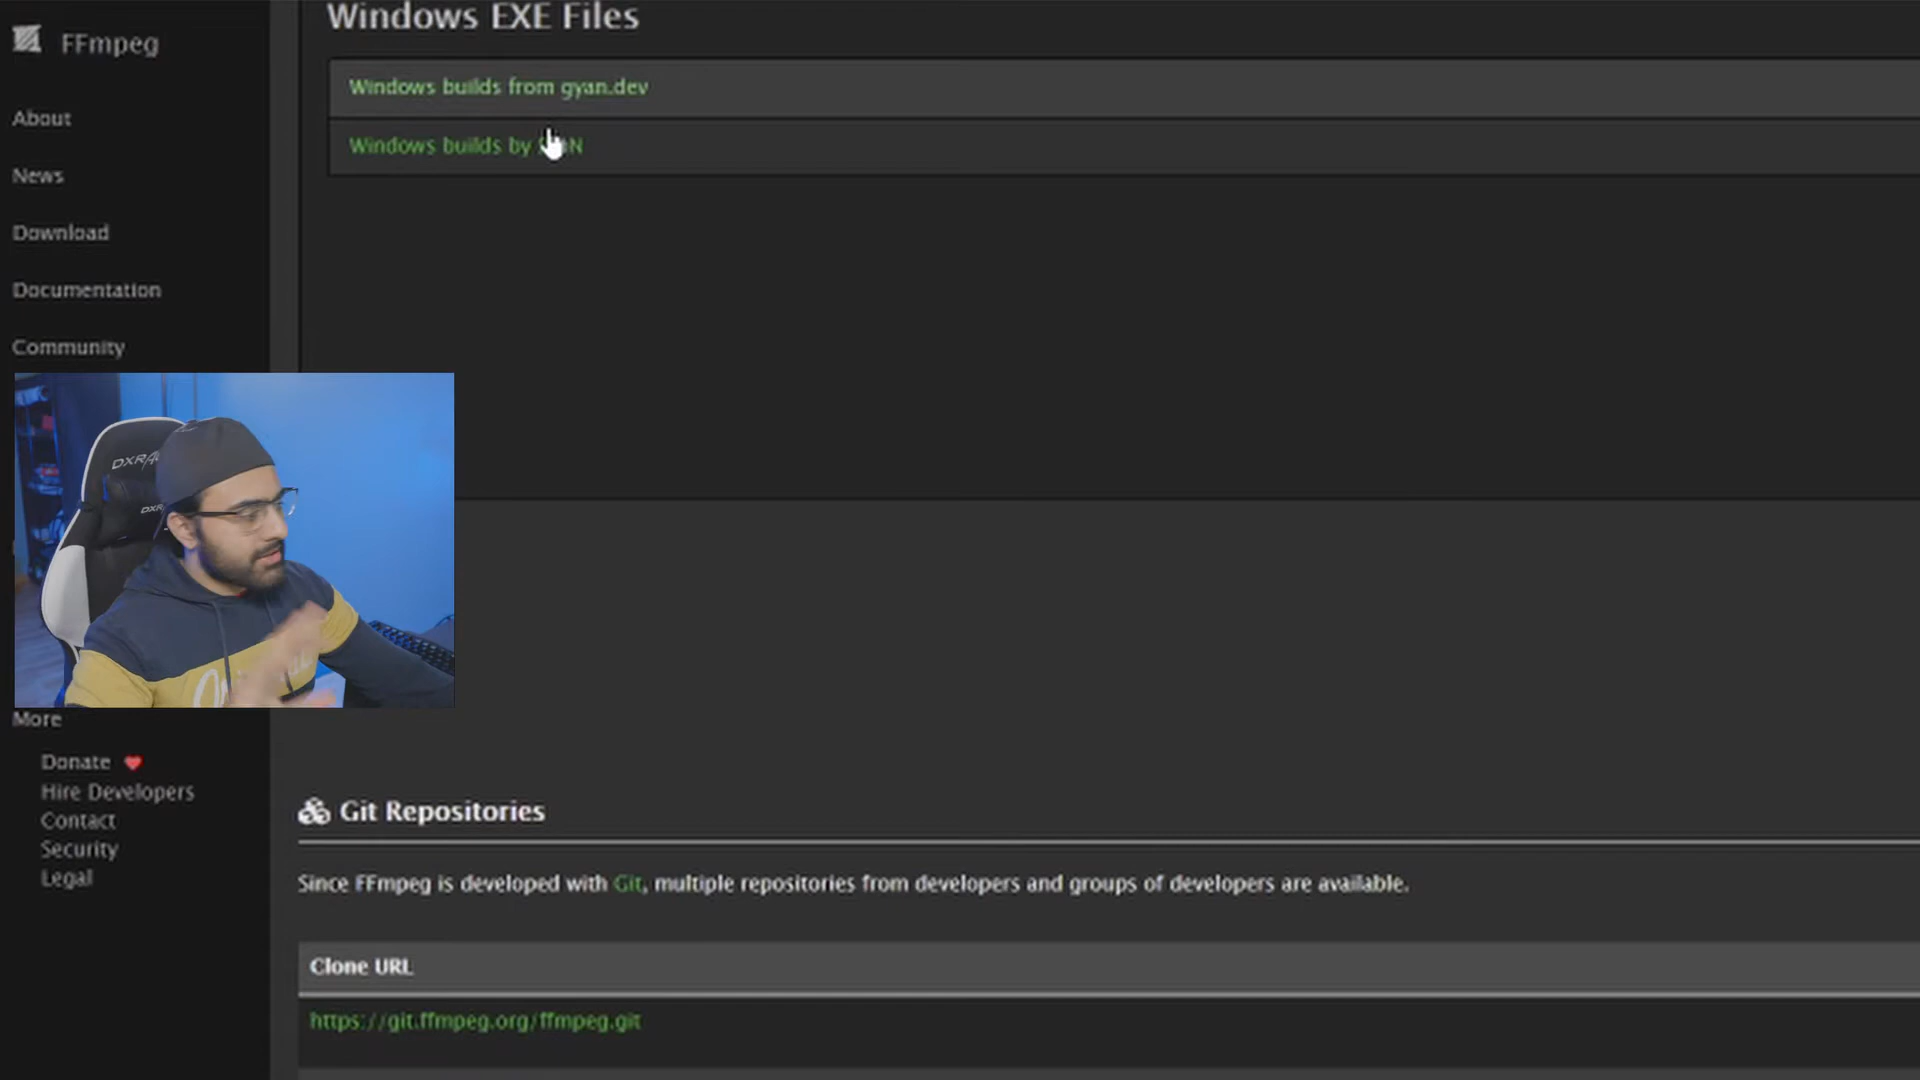 FFmpeg
About
News
Download
Documentation
Community
More
Donate
Hire Developers
Contact
Security
Legal
Windows EXE Files
Windows builds from gyan.dev
Windows builds by
DXR
DXR
Git Repositories
Since FFmpeg is developed with Git, multiple repositories from developers and groups of developers are available.
Clone URL
https://git.ffmpeg.org/ffmpeg.git